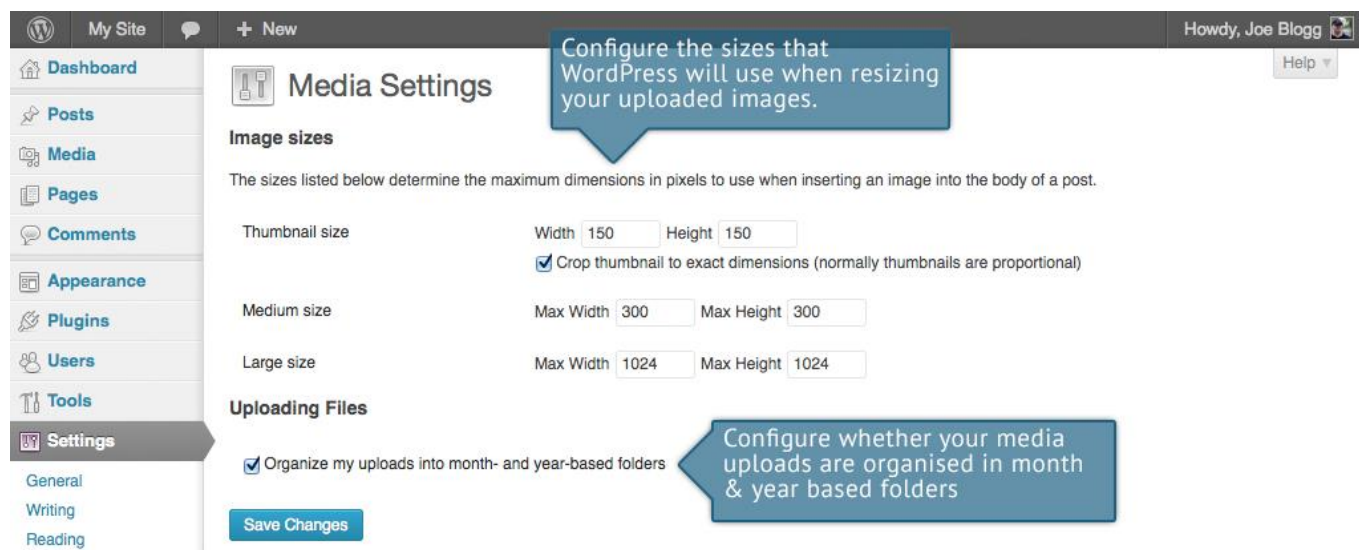 My Site + New Howdy, Joe Blogg
Help
Dashboard
Posts
Media
Pages
Comments
Appearance
Plugins
Users
Tools
Settings
General
Writing
Reading
Media Settings
Configure the sizes that
WordPress will use when resizing
your uploaded images.
Image sizes
The sizes listed below determine the maximum dimensions in pixels to use when inserting an image into the body of a post.
Thumbnail size Width 150 Height 150
Crop thumbnail to exact dimensions (normally thumbnails are proportional)
Medium size Max Width 300 Max Height 300
Large size Max Width 1024 Max Height 1024
Uploading Files
Organize my uploads into month- and year-based folders
Configure whether your media
uploads are organised in month
& year based folders
Save Changes